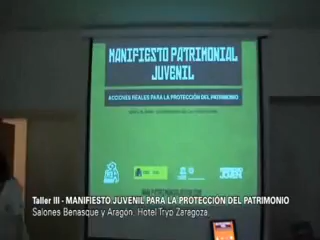 MANIFIESTO PATRIMONIAL
JUVENIL
ACCIONES REALES PARA LA PROTECCIÓN DEL PATRIMONIO
Taller III - MANIFIESTO JUVENIL PARA LA PROTECCIÓN DEL PATRIMONIO
Salones Benasque y Aragón. Hotel Tryp Zaragoza.